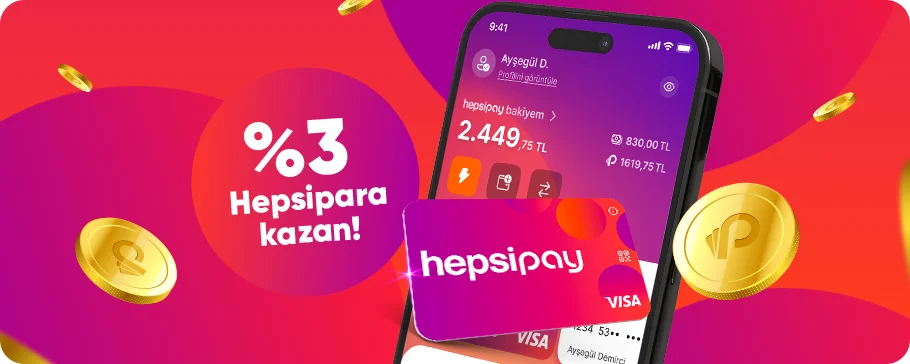 %3
Hepsipara
kazan!
9:41
Ayşegül D.
Profilini görüntüle
hepsipay bakiyem
2.449,75 TL
830,00 TL
1619,75 TL
hepsipay
VISA
VISA
1234 53•• ••
Ayşegül Demirci